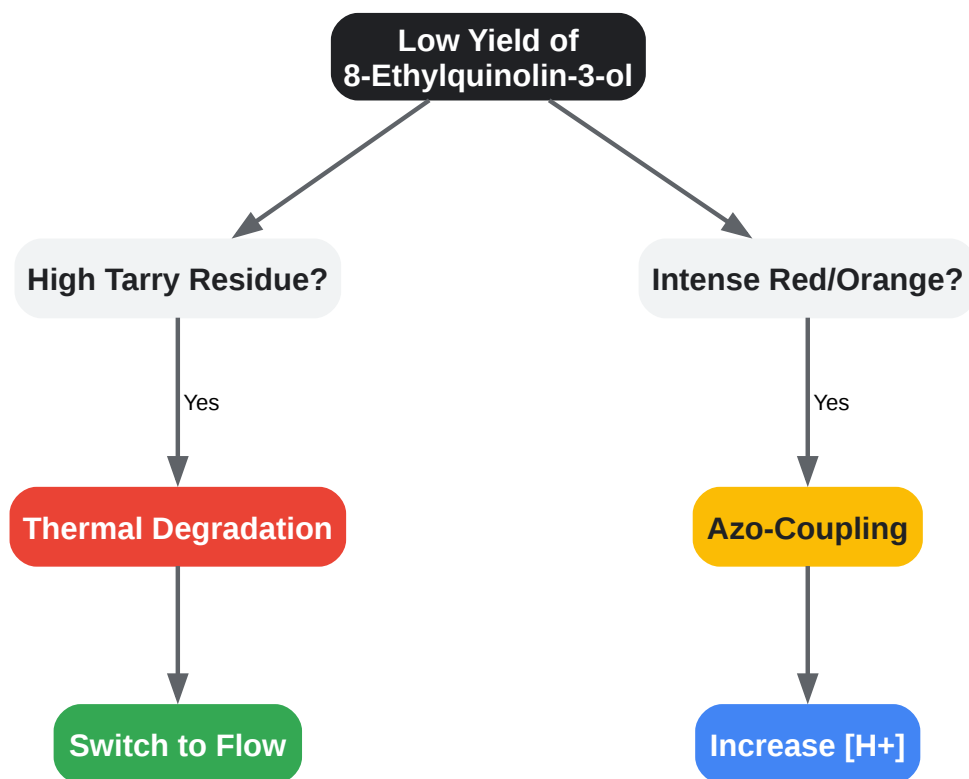 Low Yield of
8-Ethylquinolin-3-ol
High Tarry Residue?
Intense Red/Orange?
Yes
Yes
Thermal Degradation
Azo-Coupling
Switch to Flow
Increase [H+]